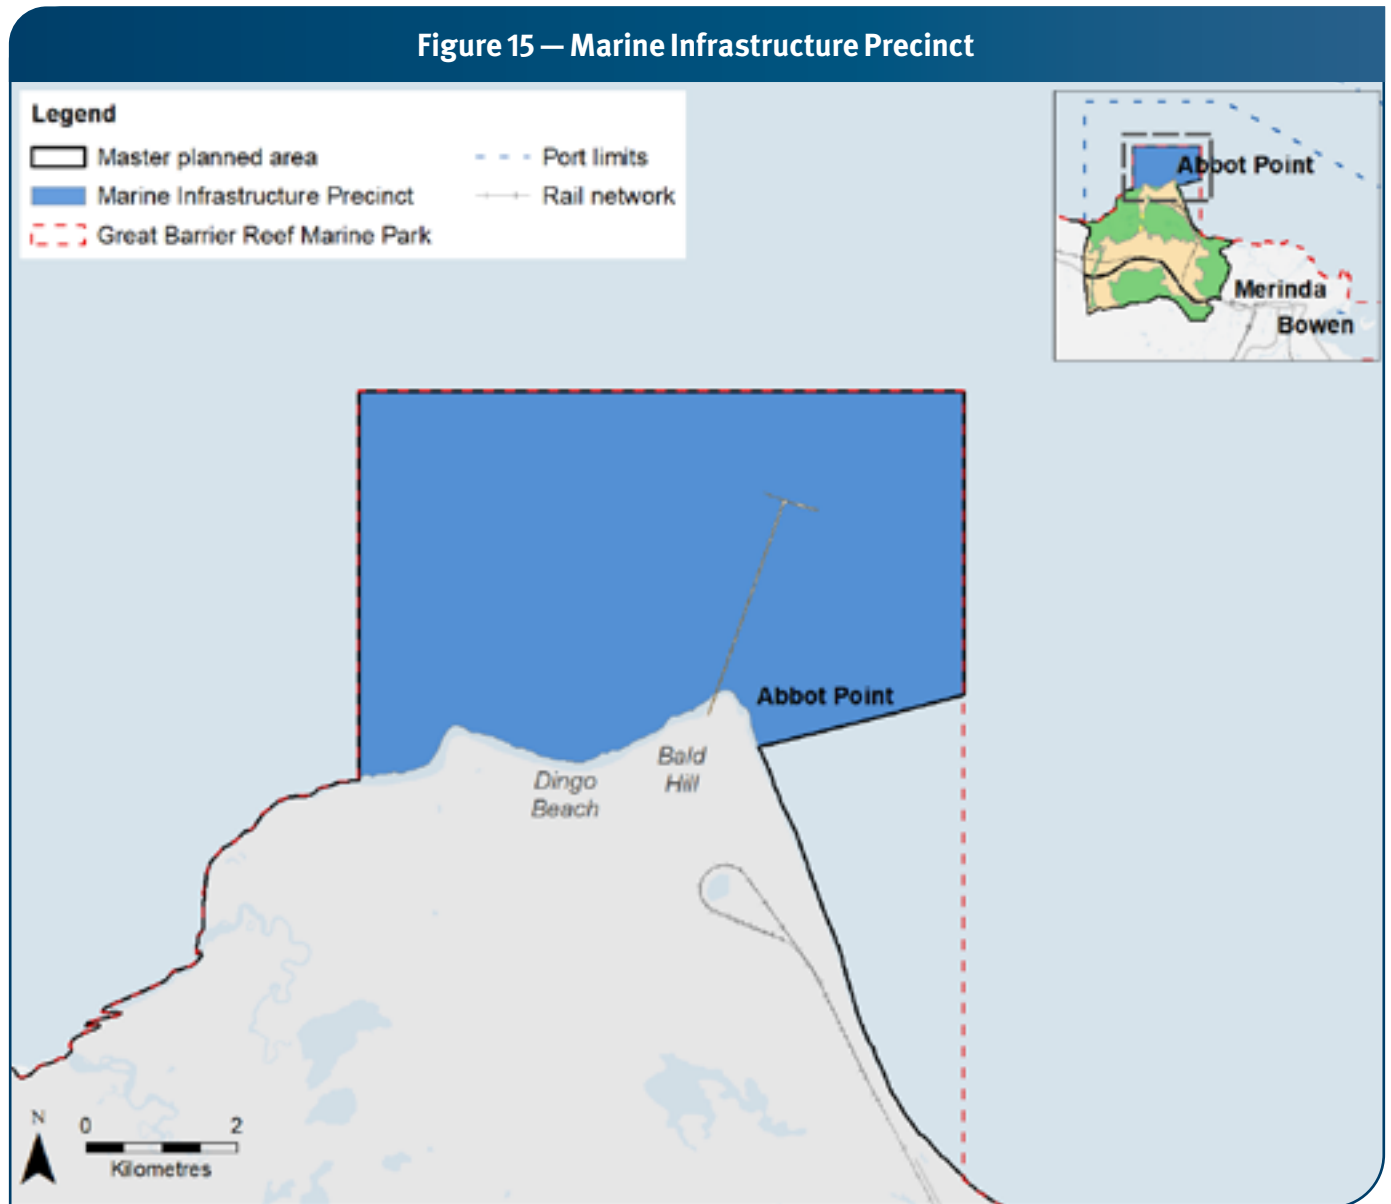 Figure 15 — Marine Infrastructure Precinct
Legend
Master planned area
Marine Infrastructure Precinct
Great Barrier Reef Marine Park
Port limits
Rail network
Abbot Point
Merinda
Bowen
Abbot Point
Bald
Hill
Dingo
Beach
N
0 2
Kilometres